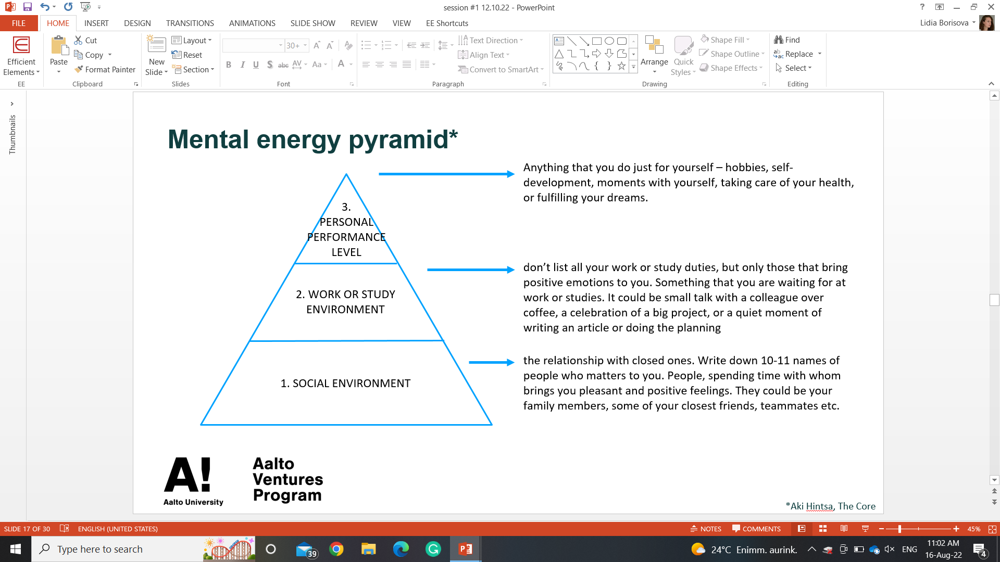 session #1 12.10.22 - PowerPoint
?
FILE
HOME
INSERT
DESIGN
TRANSITIONS
ANIMATIONS
SLIDE SHOW
REVIEW
VIEW
EE Shortcuts
Lidia Borisova
Efficient
Elements
EE
Paste
Cut
Copy
Format Painter
Clipboard
New
Slide
Layout
Reset
Section
Slides
30+
B I U S abc AV Aa A
Font
Text Direction
Align Text
Convert to SmartArt
Paragraph
Arrange
Quick
Styles
Shape Fill
Shape Outline
Shape Effects
Drawing
Find
Replace
Select
Editing
Thumbnails
Mental energy pyramid*
3.
PERSONAL
PERFORMANCE
LEVEL
2. WORK OR STUDY
ENVIRONMENT
1. SOCIAL ENVIRONMENT
Anything that you do just for yourself – hobbies, self-
development, moments with yourself, taking care of your health,
or fulfilling your dreams.
don’t list all your work or study duties, but only those that bring
positive emotions to you. Something that you are waiting for at
work or studies. It could be small talk with a colleague over
coffee, a celebration of a big project, or a quiet moment of
writing an article or doing the planning
the relationship with closed ones. Write down 10-11 names of
people who matters to you. People, spending time with whom
brings you pleasant and positive feelings. They could be your
family members, some of your closest friends, teammates etc.
A!
Aalto University
Aalto
Ventures
Program
*Aki Hintsa, The Core
SLIDE 17 OF 30
ENGLISH (UNITED STATES)
NOTES
COMMENTS
45%
Type here to search
39
24°C Enimm. aurink.
ENG
11:02 AM
16-Aug-22
4